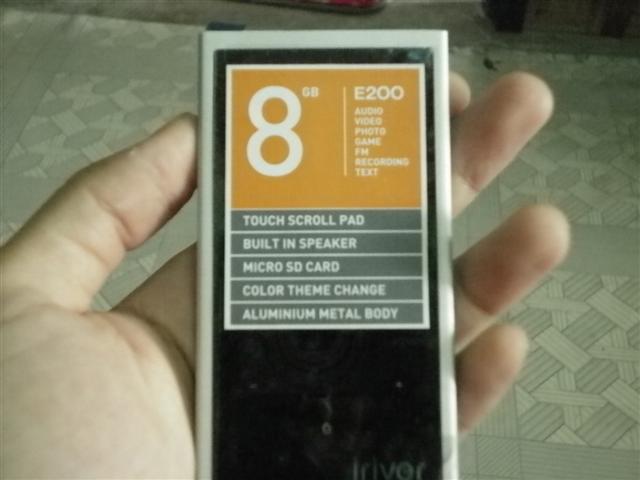 8 GB
E200
AUDIO
VIDEO
PHOTO
GAME
FM
RECORDING
TEXT
TOUCH SCROLL PAD
BUILT IN SPEAKER
MICRO SD CARD
COLOR THEME CHANGE
ALUMINIUM METAL BODY
iriver